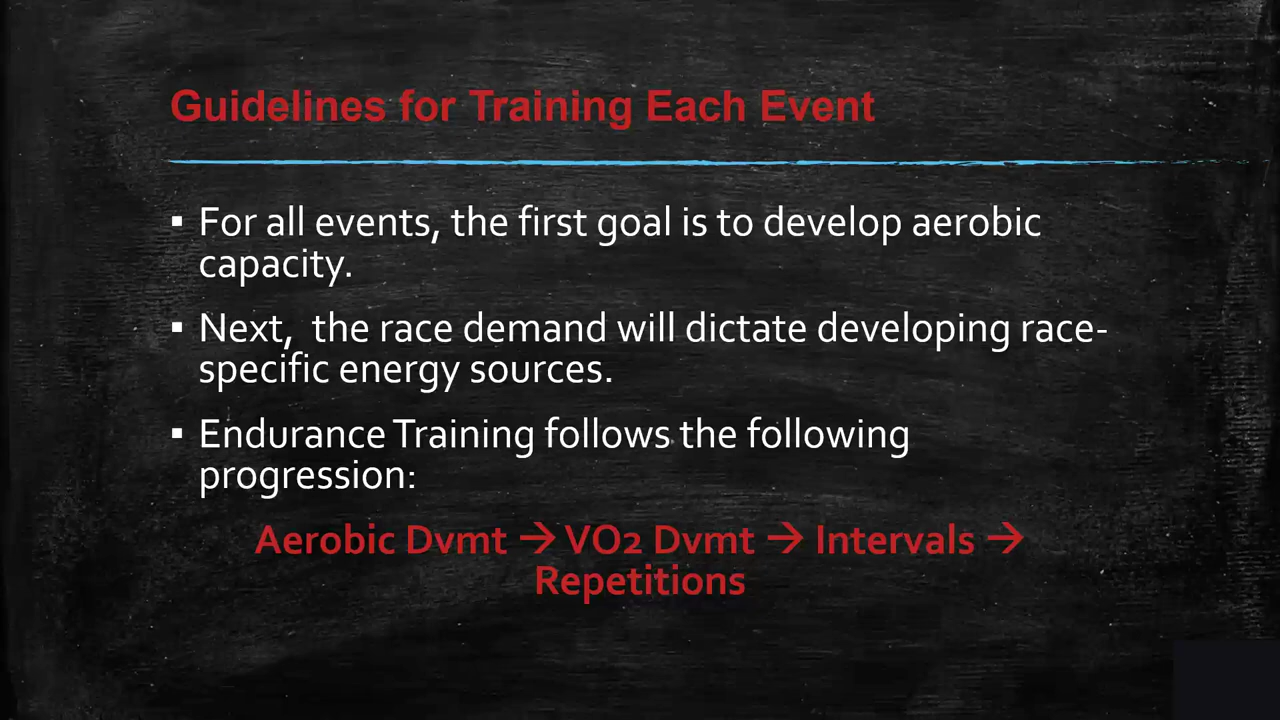 Guidelines for Training Each Event
▪ For all events, the first goal is to develop aerobic
capacity.
▪ Next,  the race demand will dictate developing race-
specific energy sources.
▪ Endurance Training follows the following
progression:
Aerobic Dvmt → VO2 Dvmt → Intervals →
Repetitions